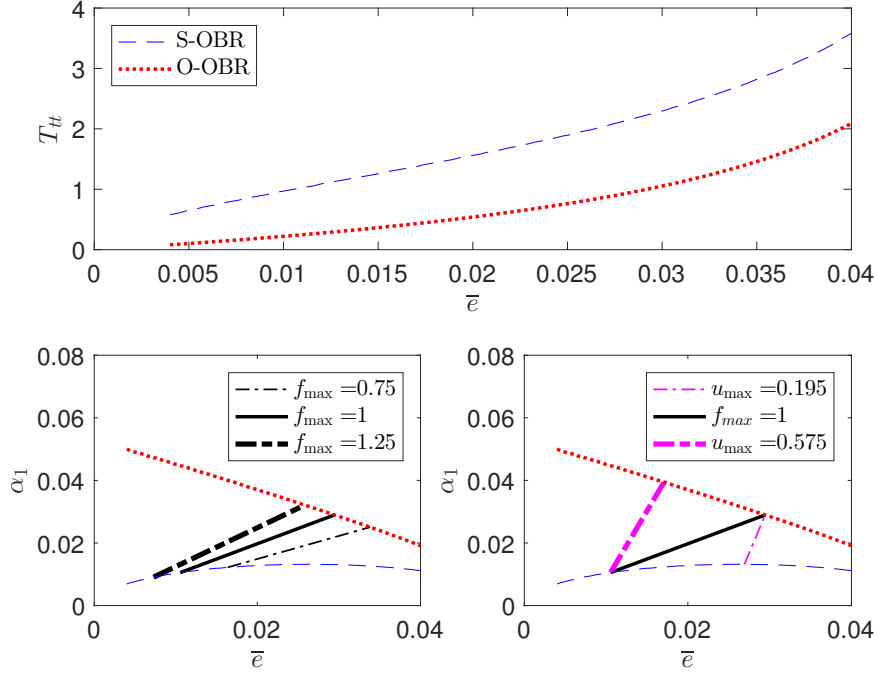 4
3
2
1
0
T_tt
S-OBR
O-OBR
0 0.005 0.01 0.015 0.02 0.025 0.03 0.035 0.04
e̅
0.08
0.06
0.04
0.02
0
α₁
f_max =0.75
f_max =1
f_max =1.25
0 0.02 0.04
e̅
0.08
0.06
0.04
0.02
0
α₁
u_max =0.195
f_max =1
u_max =0.575
0 0.02 0.04
e̅